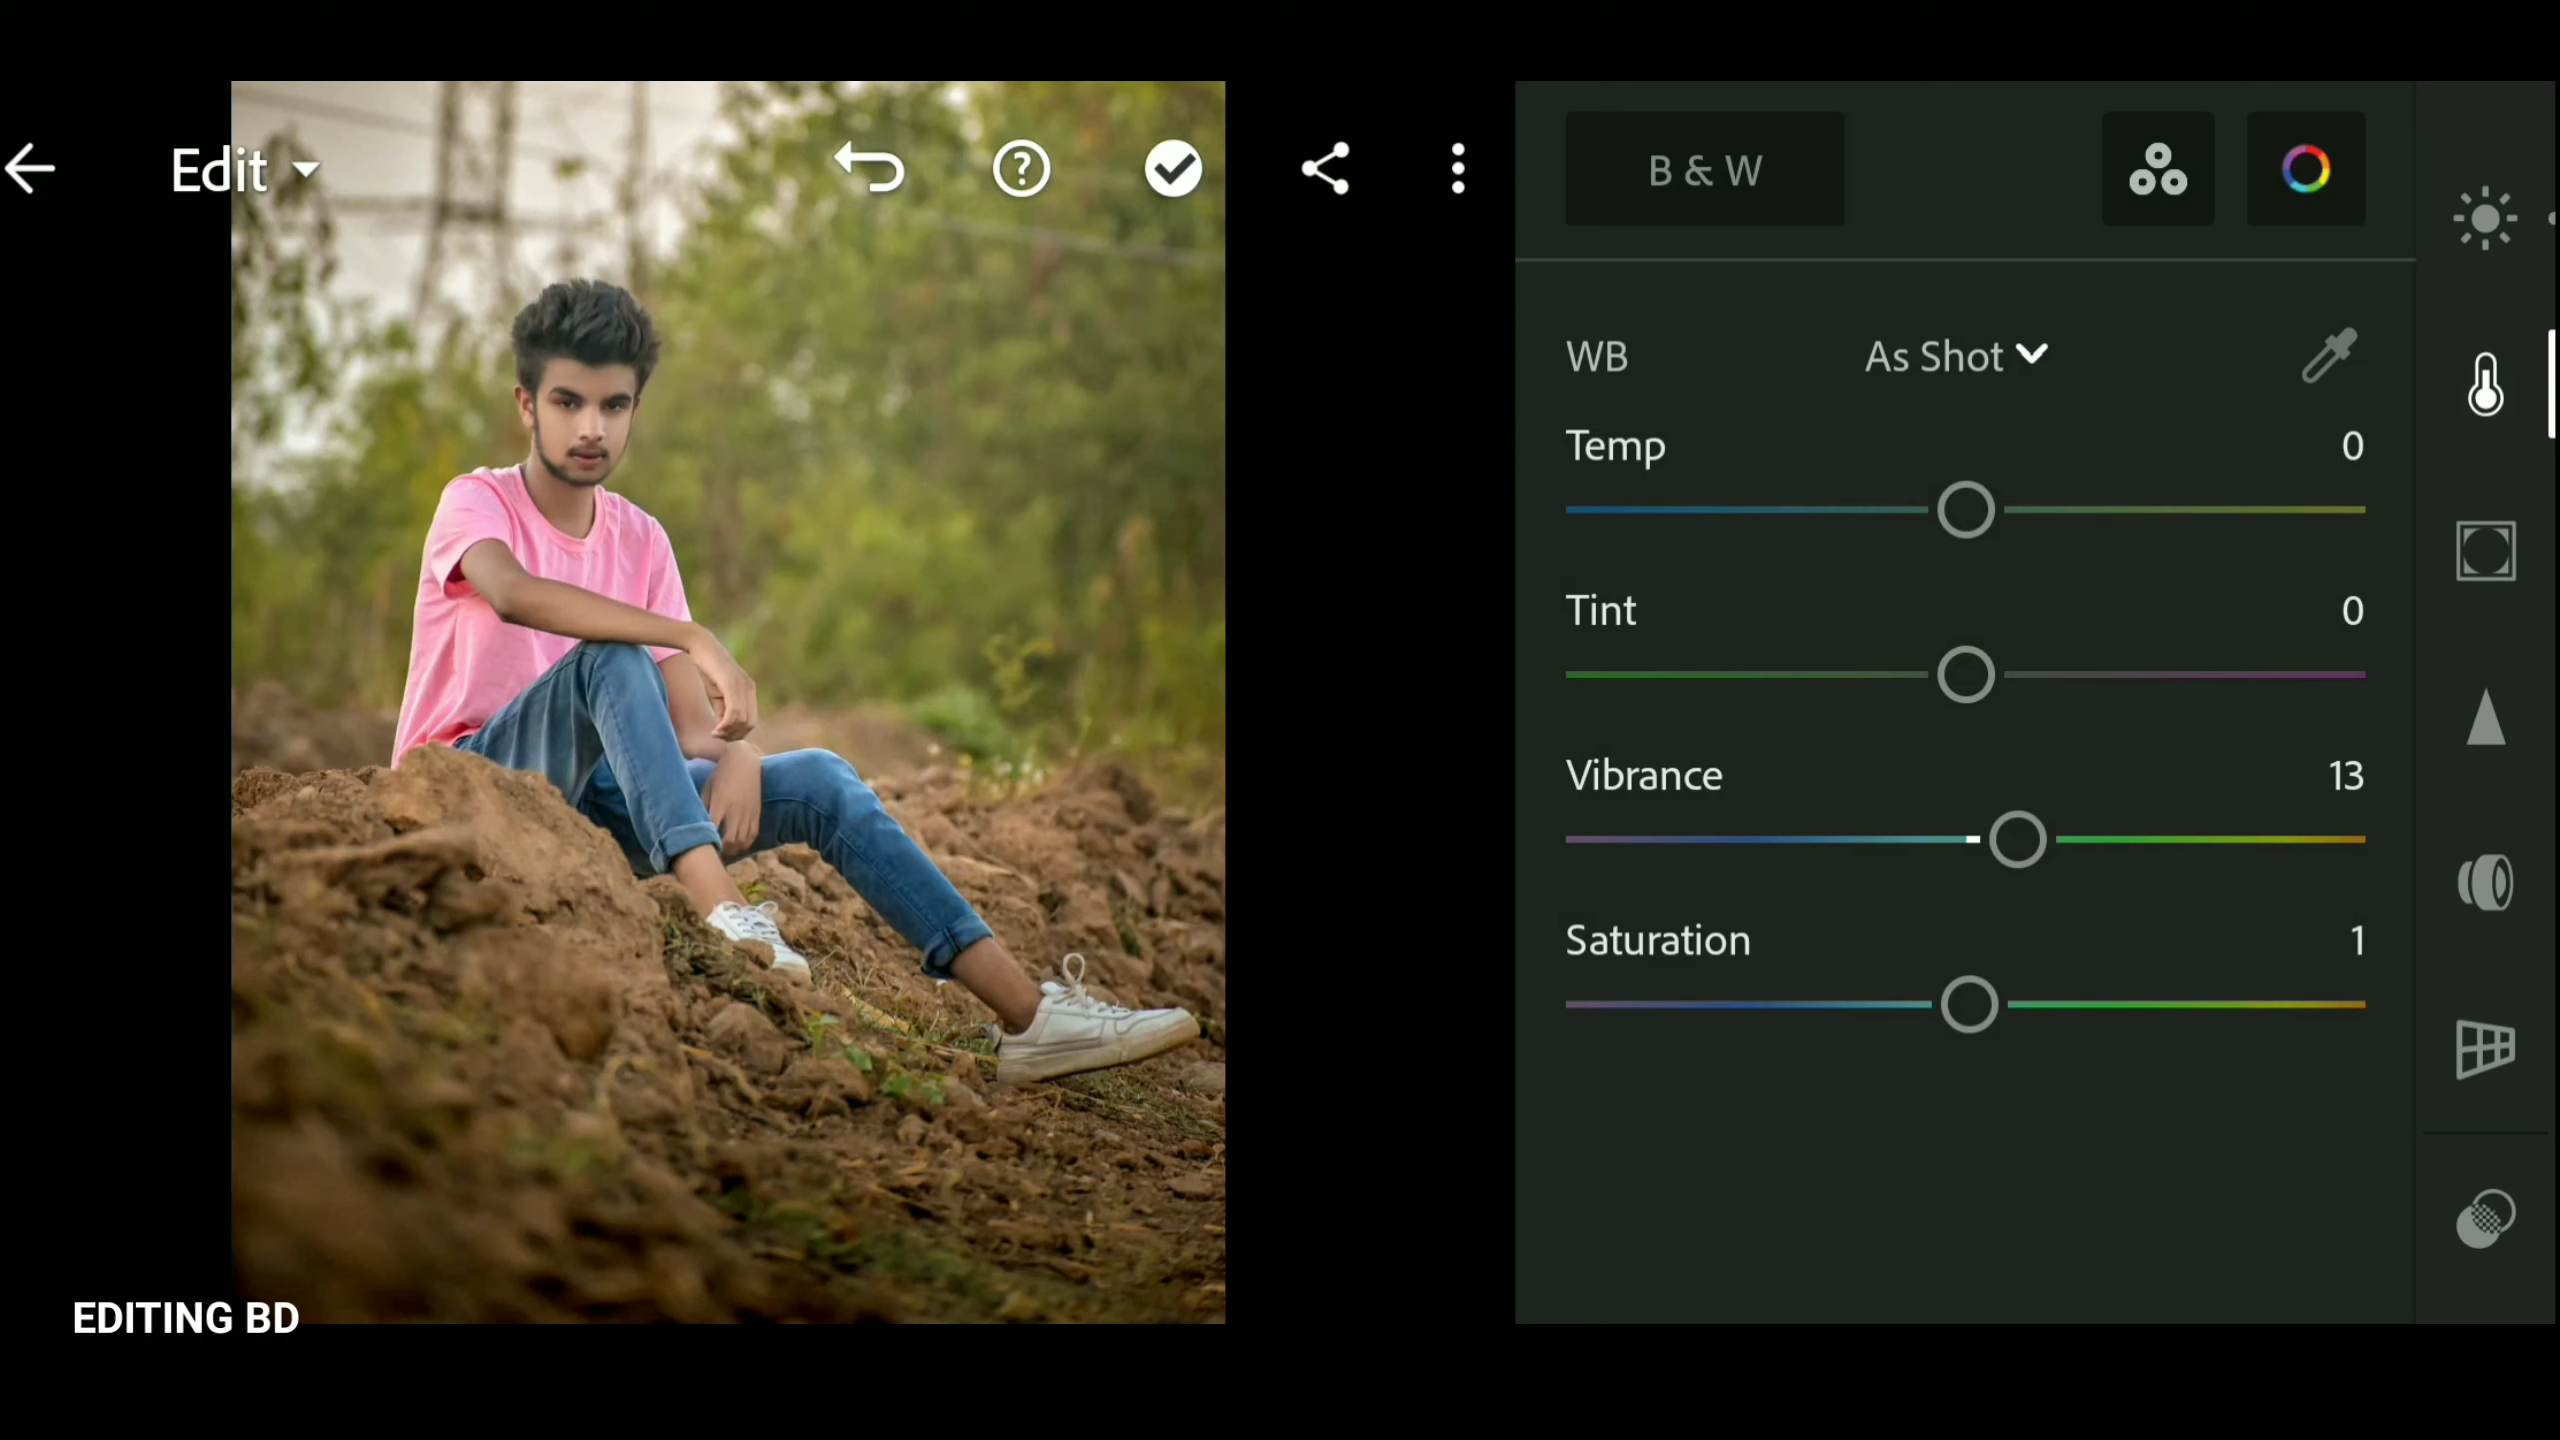 Edit
B & W
WB As Shot
Temp 0
Tint 0
Vibrance 13
Saturation 1
EDITING BD